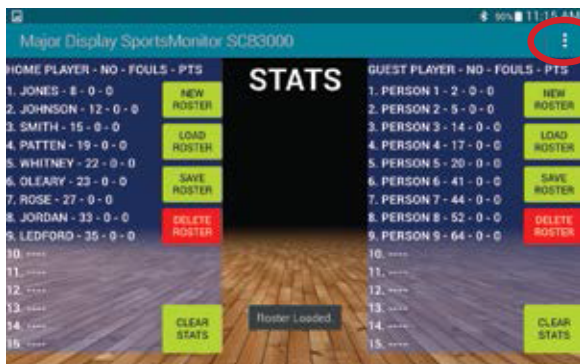 90% 11:15 AM
Major Display SportsMonitor SCB3000
HOME PLAYER - NO - FOULS - PTS
1. JONES - 8 - 0 - 0
2. JOHNSON - 12 - 0 - 0
3. SMITH - 15 - 0 - 0
4. PATTEN - 19 - 0 - 0
5. WHITNEY - 22 - 0 - 0
6. OLEARY - 23 - 0 - 0
7. ROSE - 27 - 0 - 0
8. JORDAN - 33 - 0 - 0
9. LEDFORD - 35 - 0 - 0
10. ----
11. ----
12. ----
13. ----
14. ----
15. ----
NEW
ROSTER
LOAD
ROSTER
SAVE
ROSTER
DELETE
ROSTER
CLEAR
STATS
STATS
Roster Loaded.
GUEST PLAYER - NO - FOULS - PTS
1. PERSON 1 - 2 - 0 - 0
2. PERSON 2 - 5 - 0 - 0
3. PERSON 3 - 14 - 0 - 0
4. PERSON 4 - 17 - 0 - 0
5. PERSON 5 - 20 - 0 - 0
6. PERSON 6 - 41 - 0 - 0
7. PERSON 7 - 44 - 0 - 0
8. PERSON 8 - 52 - 0 - 0
9. PERSON 9 - 64 - 0 - 0
10. ----
11. ----
12. ----
13. ----
14. ----
15. ----
NEW
ROSTER
LOAD
ROSTER
SAVE
ROSTER
DELETE
ROSTER
CLEAR
STATS